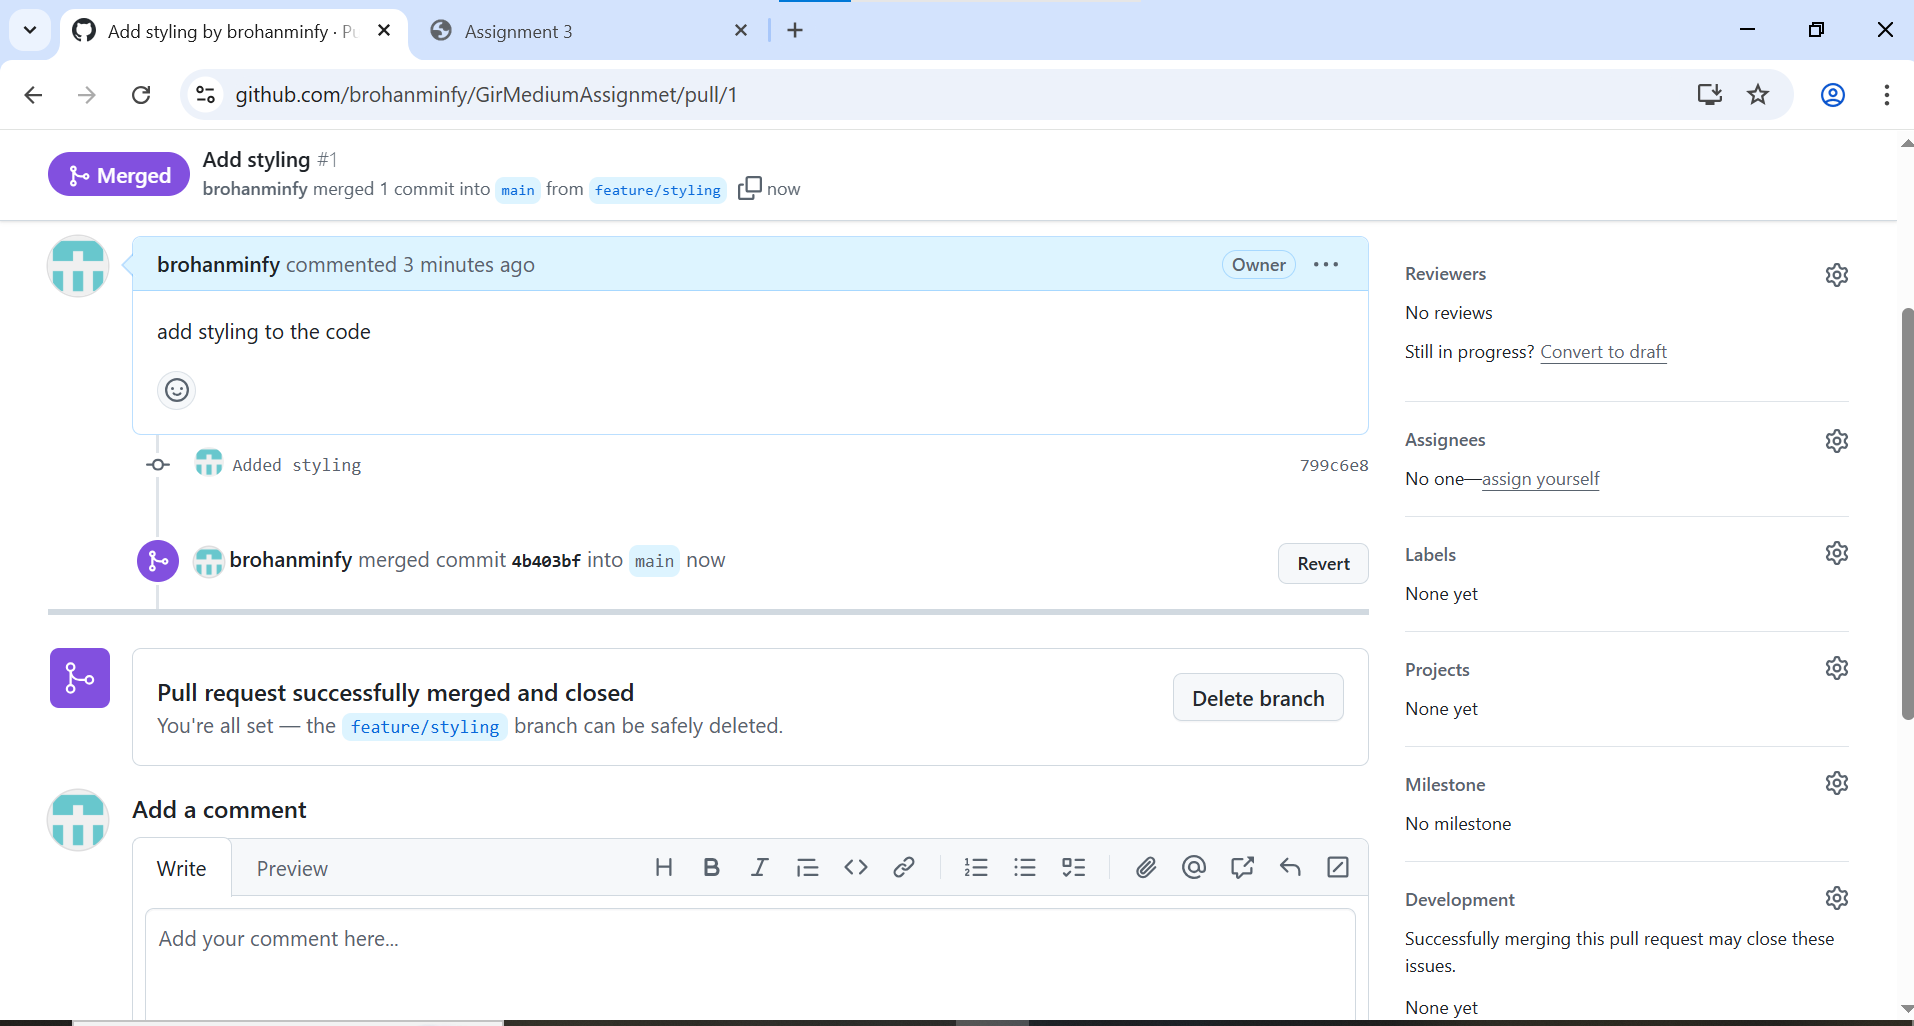 Add styling by brohanminfy · Pu
Assignment 3
github.com/brohanminfy/GirMediumAssignmet/pull/1
Merged
Add styling #1
brohanminfy merged 1 commit into main from feature/styling now
brohanminfy commented 3 minutes ago
Owner
add styling to the code
Added styling
799c6e8
brohanminfy merged commit 4b403bf into main now
Revert
Pull request successfully merged and closed
You're all set — the feature/styling branch can be safely deleted.
Delete branch
Add a comment
Write
Preview
Add your comment here...
Reviewers
No reviews
Still in progress? Convert to draft
Assignees
No one—assign yourself
Labels
None yet
Projects
None yet
Milestone
No milestone
Development
Successfully merging this pull request may close these
issues.
None yet